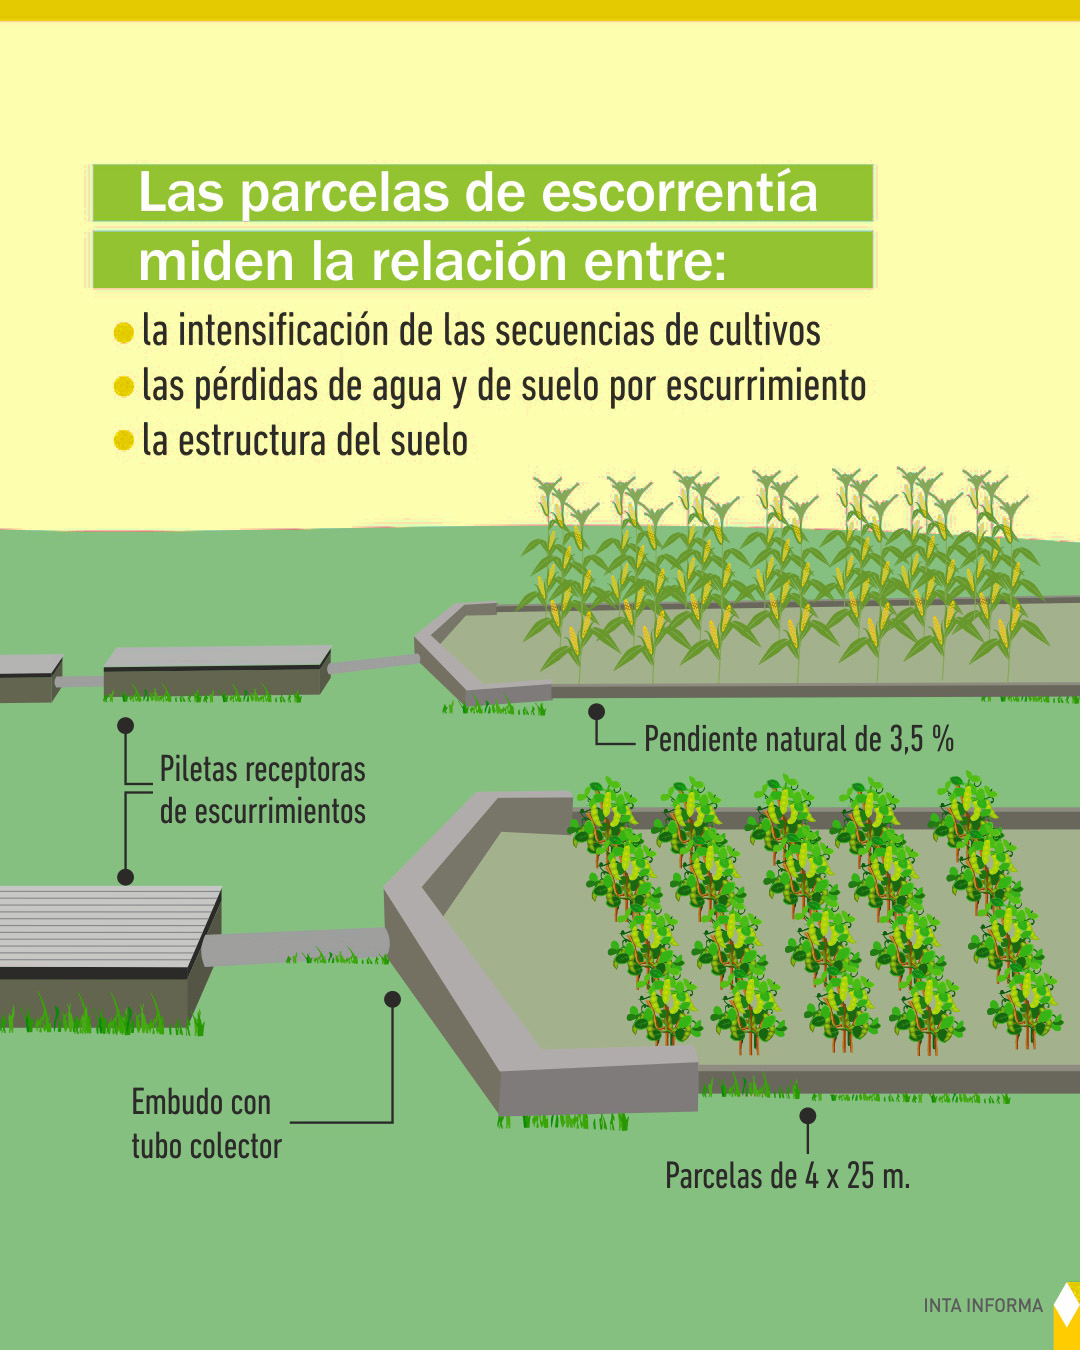 Las parcelas de escorrentía
miden la relación entre:
la intensificación de las secuencias de cultivos
las pérdidas de agua y de suelo por escurrimiento
la estructura del suelo
Pendiente natural de 3,5 %
Piletas receptoras
de escurrimientos
Embudo con
tubo colector
Parcelas de 4 x 25 m.
INTA INFORMA